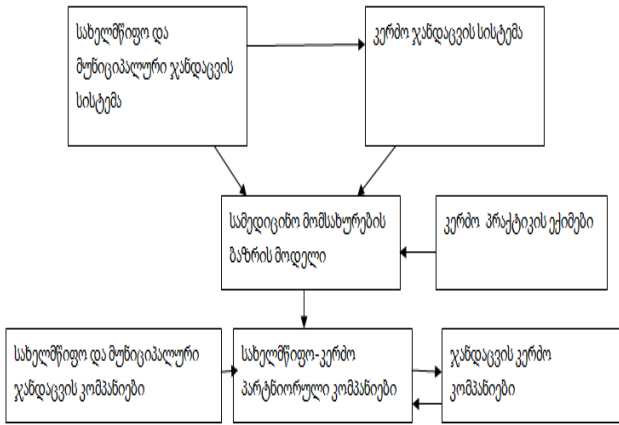 სახელმწიფო და
მუნიციპალური ჯანდაცვის
სისტემა
კერძო ჯანდაცვის სისტემა
სამედიცინო მომსახურების
ბაზრის მოდელი
კერძო პრაქტიკის ექიმები
სახელმწიფო და მუნიციპალური
ჯანდაცვის კომპანიები
სახელმწიფო-კერძო
პარტნიორული კომპანიები
ჯანდაცვის კერძო
კომპანიები